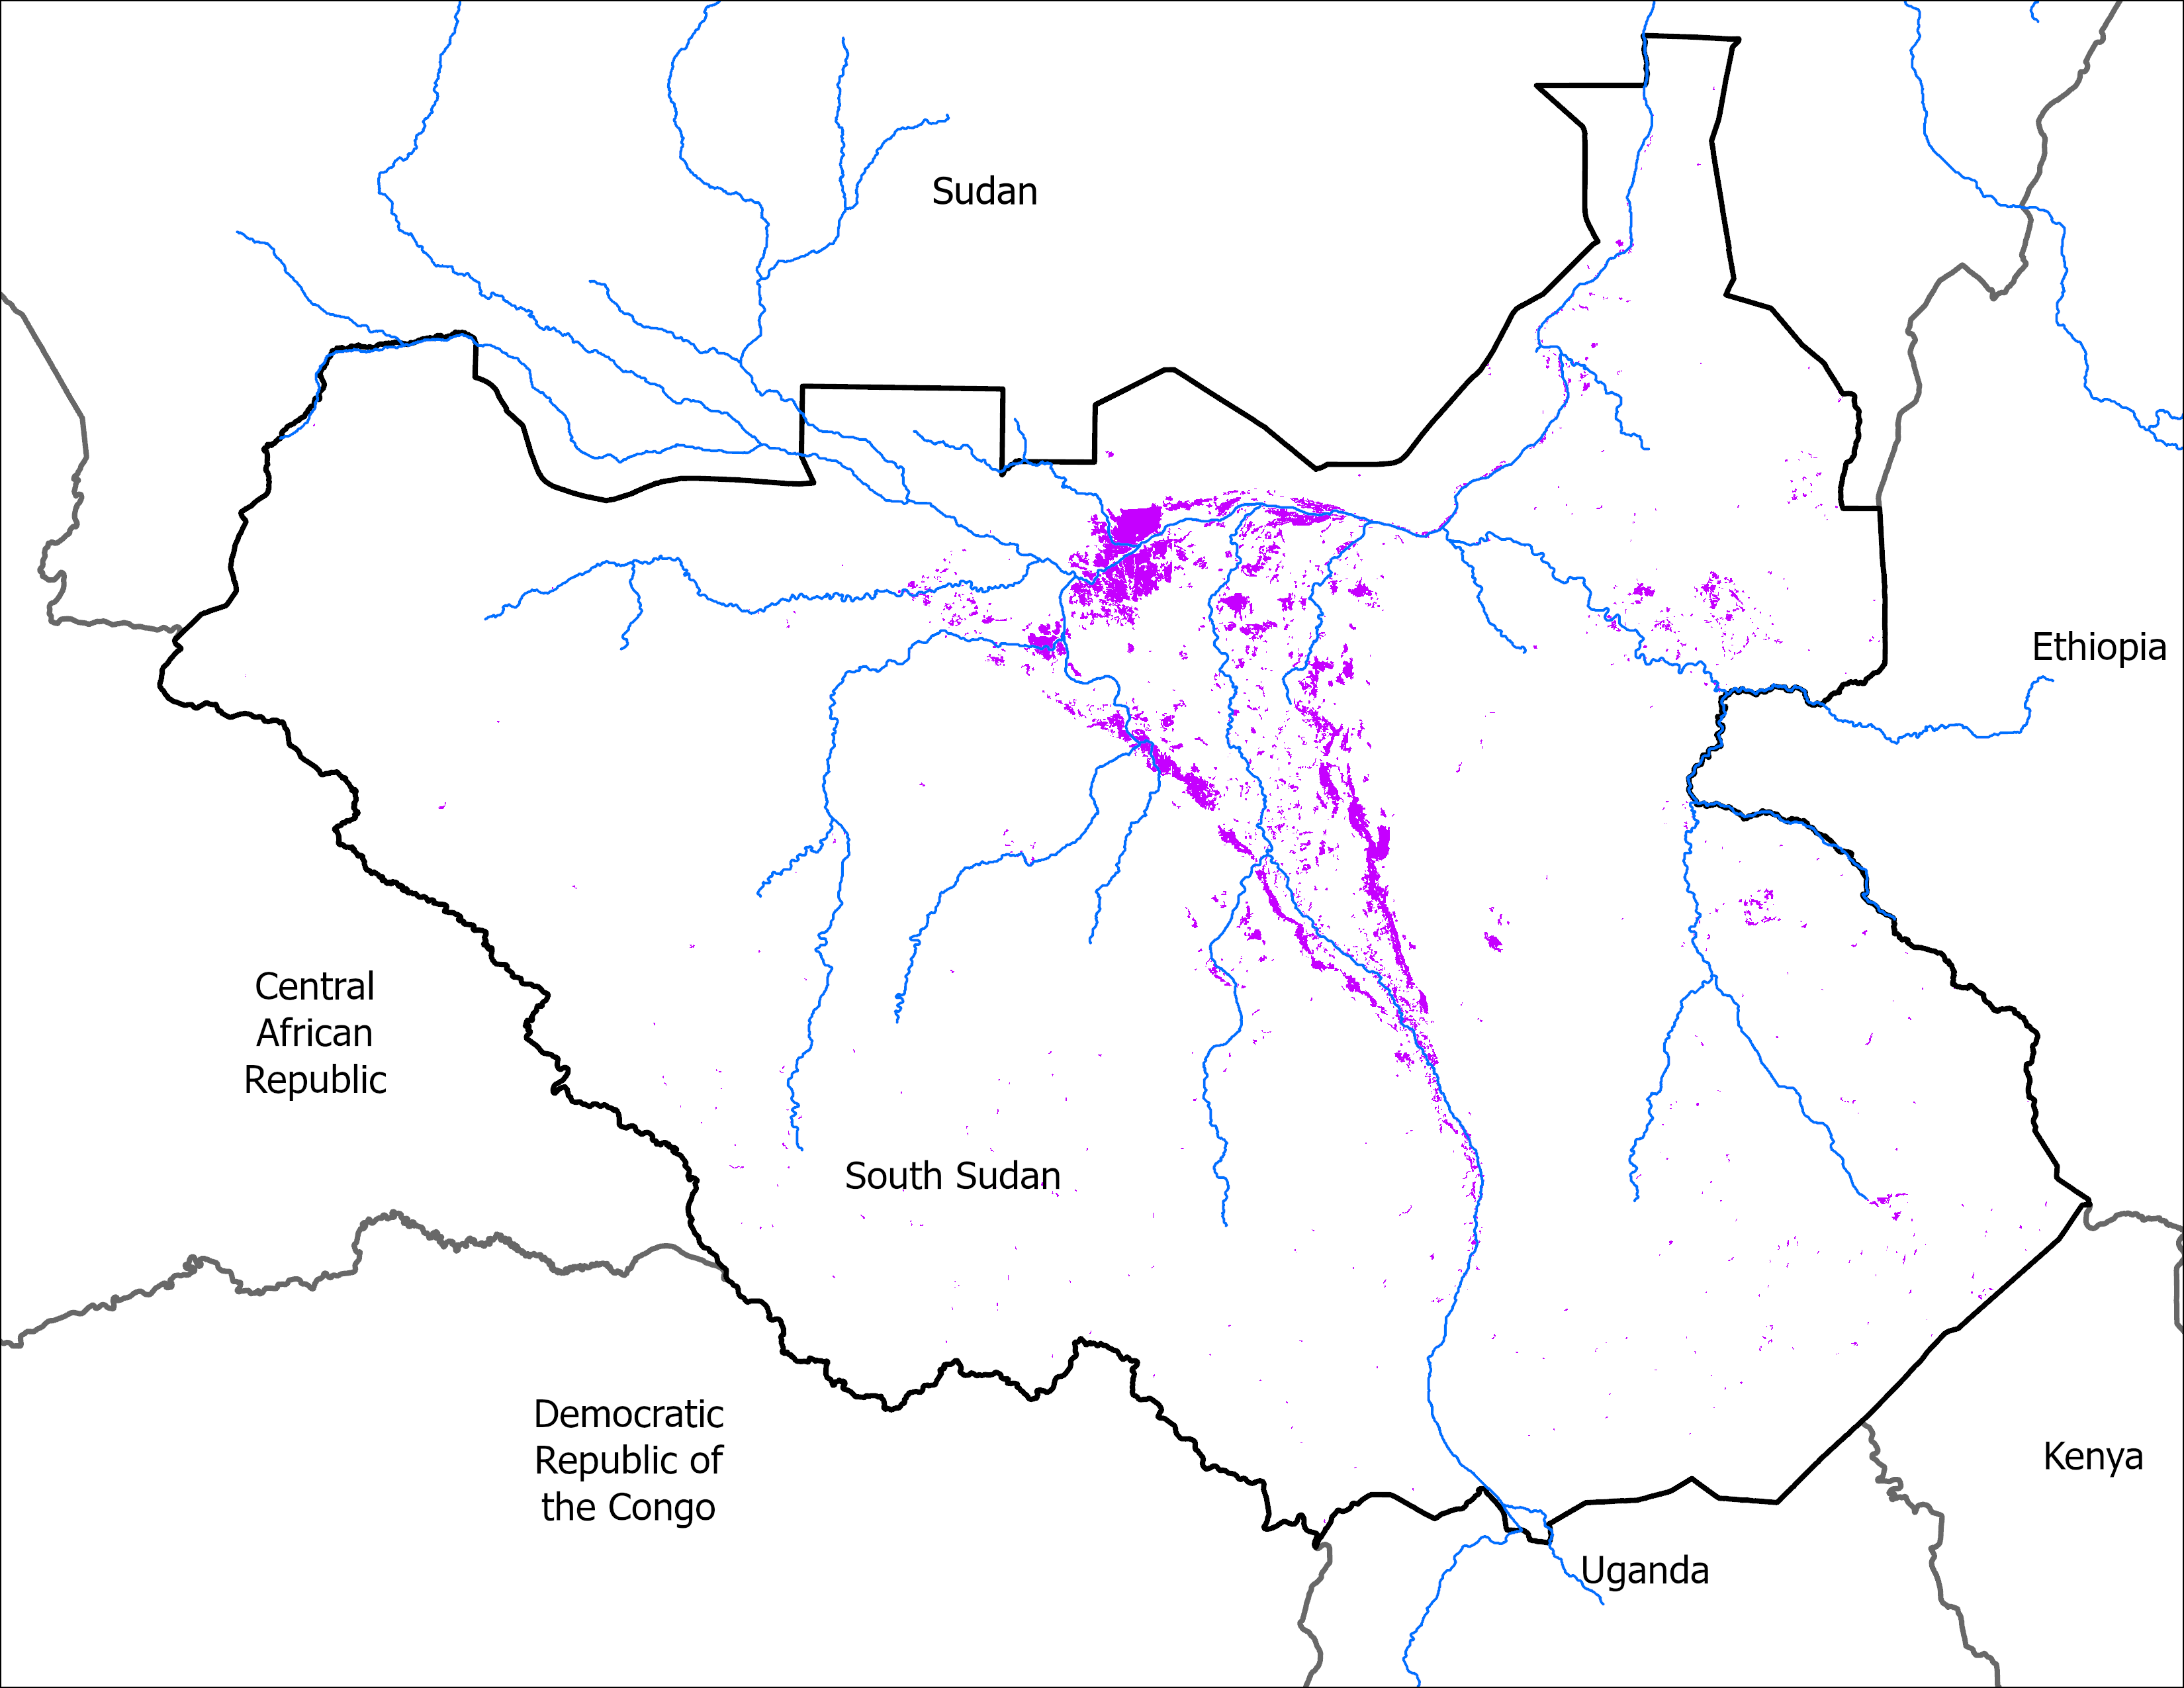 Sudan
Ethiopia
Central
African
Republic
South Sudan
Democratic
Republic of
the Congo
Kenya
Uganda